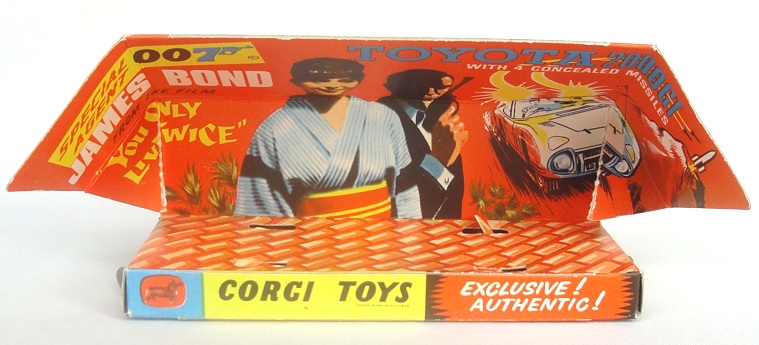 SPECIAL AGENT
007
JAMES BOND
FROM THE FILM
"YOU ONLY
LIVE TWICE"
TOYOTA 2000GT
WITH 4 CONCEALED MISSILES
CORGI TOYS
EXCLUSIVE!
AUTHENTIC!